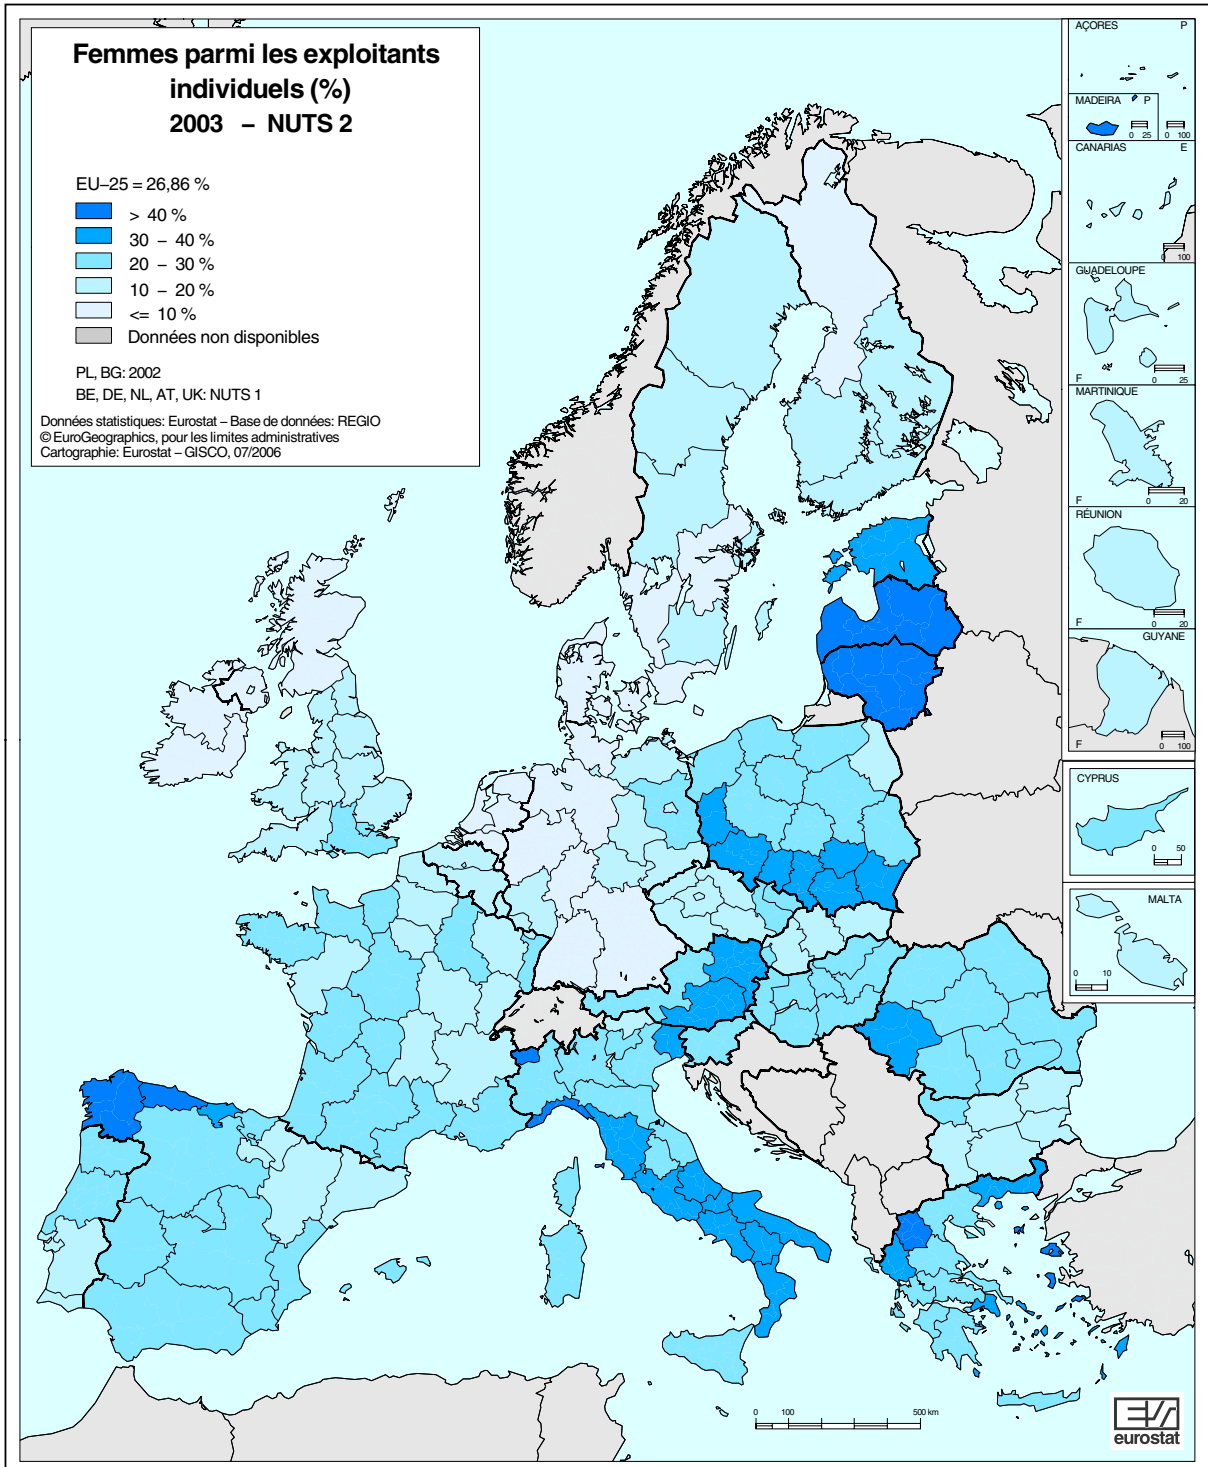 Femmes parmi les exploitants
individuels (%)
2003 – NUTS 2
EU–25 = 26,86 %
> 40 %
30 – 40 %
20 – 30 %
10 – 20 %
<= 10 %
Données non disponibles
PL, BG: 2002
BE, DE, NL, AT, UK: NUTS 1
Données statistiques: Eurostat – Base de données: REGIO
© EuroGeographics, pour les limites administratives
Cartographie: Eurostat – GISCO, 07/2006
AÇORES P
MADEIRA P
0 25
0 100
CANARIAS E
0 100
GUADELOUPE
F
0 25
MARTINIQUE
F
0 20
RÉUNION
F
0 20
GUYANE
F
0 100
CYPRUS
0 50
MALTA
0 10
0 100 500 km
eurostat